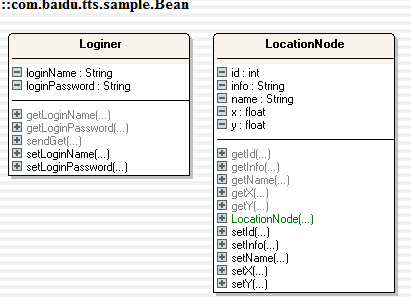 ::com.baidu.tts.sample.Bean
Loginer
loginName : String
loginPassword : String
getLoginName(...)
getLoginPassword(...)
sendGet(...)
setLoginName(...)
setLoginPassword(...)
LocationNode
id : int
info : String
name : String
x : float
y : float
getId(...)
getInfo(...)
getName(...)
getX(...)
getY(...)
LocationNode(...)
setId(...)
setInfo(...)
setName(...)
setX(...)
setY(...)